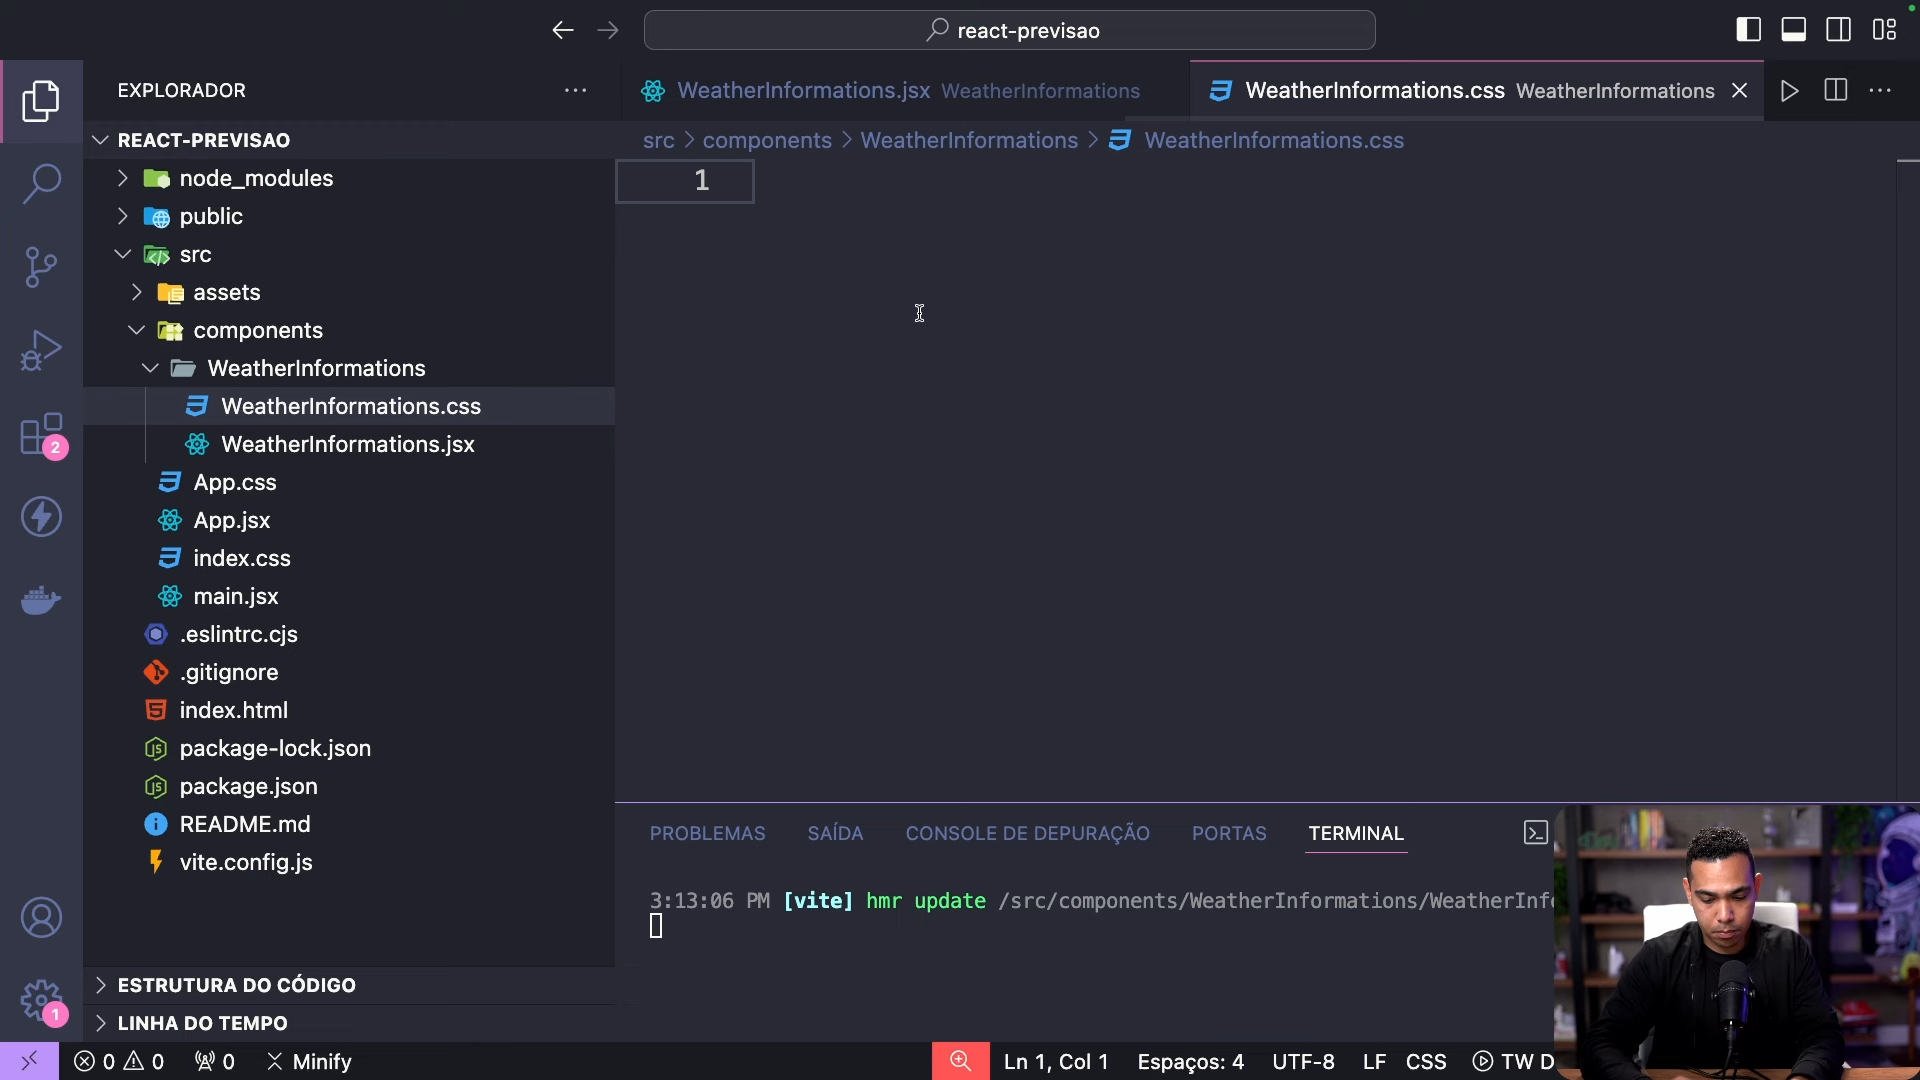 react-previsao
EXPLORADOR
WeatherInformations.jsx WeatherInformations
WeatherInformations.css WeatherInformations
REACT-PREVISAO
src > components > WeatherInformations > WeatherInformations.css
1
node_modules
public
src
assets
components
WeatherInformations
WeatherInformations.css
WeatherInformations.jsx
App.css
App.jsx
index.css
main.jsx
.eslintrc.cjs
.gitignore
index.html
package-lock.json
package.json
README.md
vite.config.js
2
PROBLEMAS SAÍDA CONSOLE DE DEPURAÇÃO PORTAS TERMINAL
3:13:06 PM [vite] hmr update /src/components/WeatherInformations/WeatherInfo
ESTRUTURA DO CÓDIGO
1
LINHA DO TEMPO
0 0 0 Minify
Ln 1, Col 1 Espaços: 4 UTF-8 LF CSS TW D